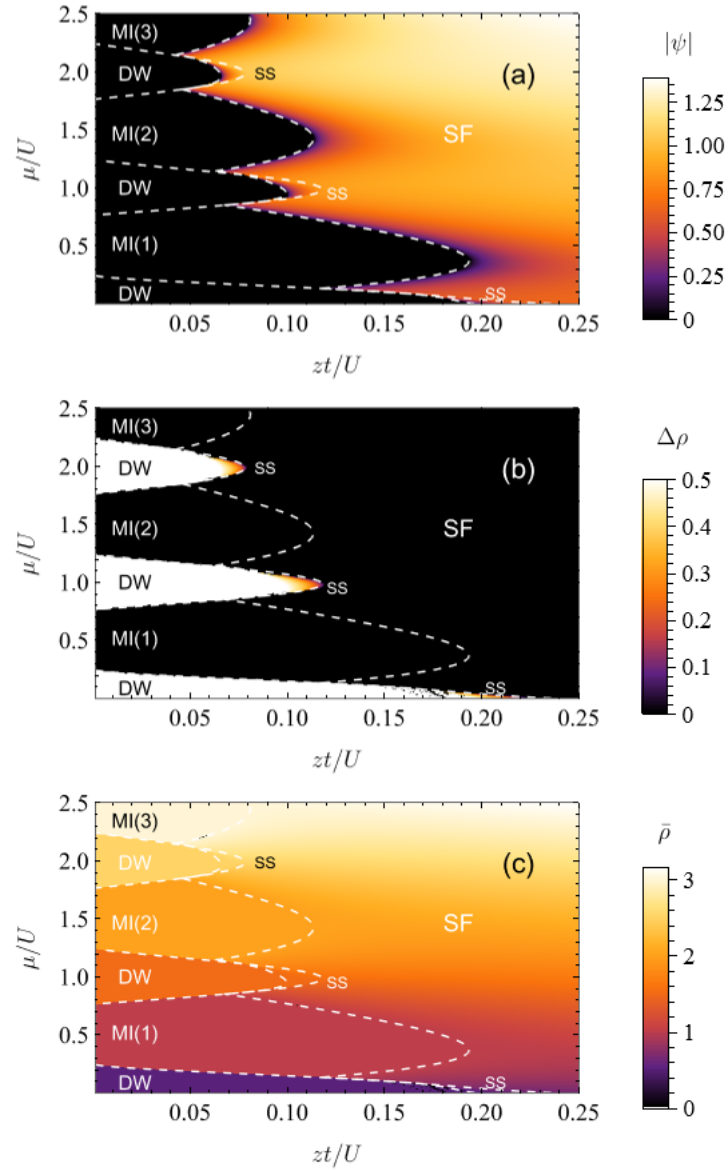 2.5
MI(3)
|ψ|
2.0
DW
SS
(a)
1.25
μ/U
1.5
MI(2)
SF
1.00
1.0
DW
SS
0.75
0.50
0.5
MI(1)
0.25
DW
SS
0
0.05 0.10 0.15 0.20 0.25
zt/U
2.5
MI(3)
Δρ
2.0
DW
SS
(b)
0.5
μ/U
1.5
MI(2)
SF
0.4
1.0
DW
SS
0.3
0.2
0.5
MI(1)
0.1
DW
SS
0
0.05 0.10 0.15 0.20 0.25
zt/U
2.5
MI(3)
ρ̄
2.0
DW
SS
(c)
3
μ/U
1.5
MI(2)
SF
2
1.0
DW
SS
1
0.5
MI(1)
DW
SS
0
0.05 0.10 0.15 0.20 0.25
zt/U